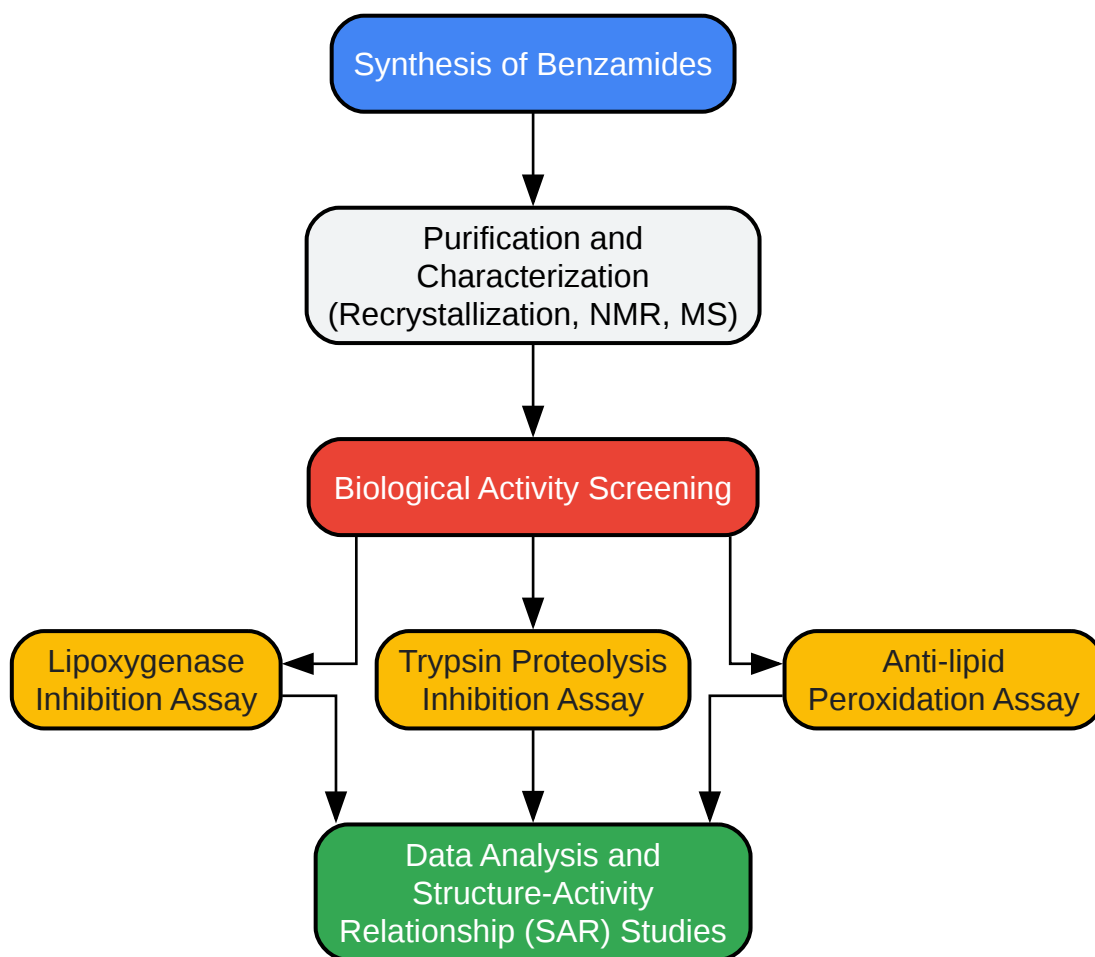 Synthesis of Benzamides
Purification and
Characterization
(Recrystallization, NMR, MS)
Biological Activity Screening
Lipoxygenase
Inhibition Assay
Trypsin Proteolysis
Inhibition Assay
Anti-lipid
Peroxidation Assay
Data Analysis and
Structure-Activity
Relationship (SAR) Studies